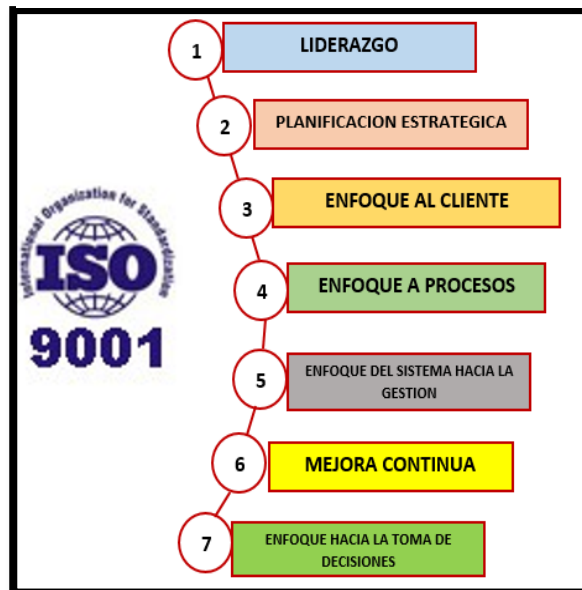 International Organization for Standardization
ISO
9001
1
LIDERAZGO
2
PLANIFICACION ESTRATEGICA
3
ENFOQUE AL CLIENTE
4
ENFOQUE A PROCESOS
5
ENFOQUE DEL SISTEMA HACIA LA
GESTION
6
MEJORA CONTINUA
7
ENFOQUE HACIA LA TOMA DE
DECISIONES